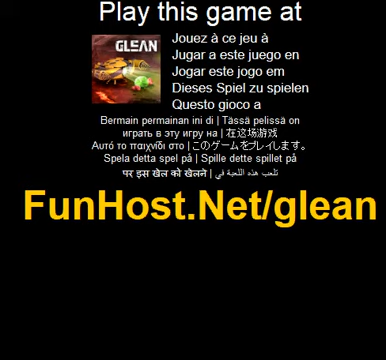 Play this game at
GLEAN
Jouez à ce jeu à
Jugar a este juego en
Jogar este jogo em
Dieses Spiel zu spielen
Questo gioco a
Bermain permainan ini di | Tässä pelissä on
играть в эту игру на | 在这场游戏
Αυτό το παιχνίδι στο | このゲームをプレイします。
Spela detta spel på | Spille dette spillet på
पर इस खेल को खेलने | تلعب هذه اللعبة في
FunHost.Net/glean